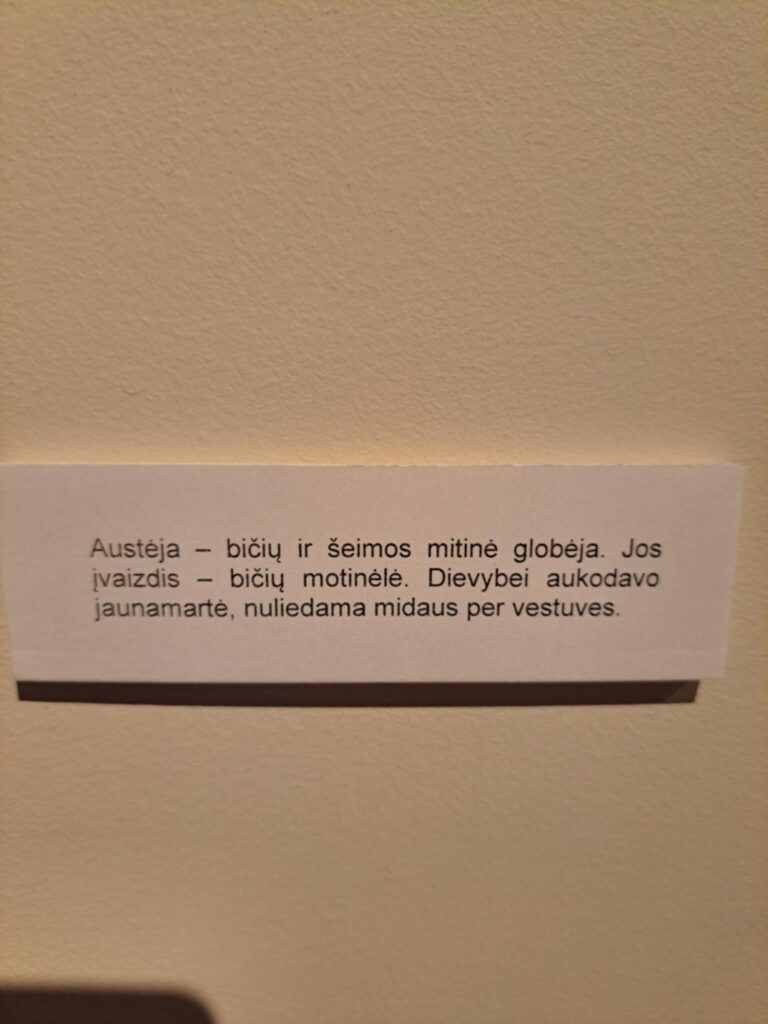 Austėja – bičių ir šeimos mitinė globėja. Jos
įvaizdis – bičių motinėlė. Dievybei aukodavo
jaunamartė, nuliedama midaus per vestuves.